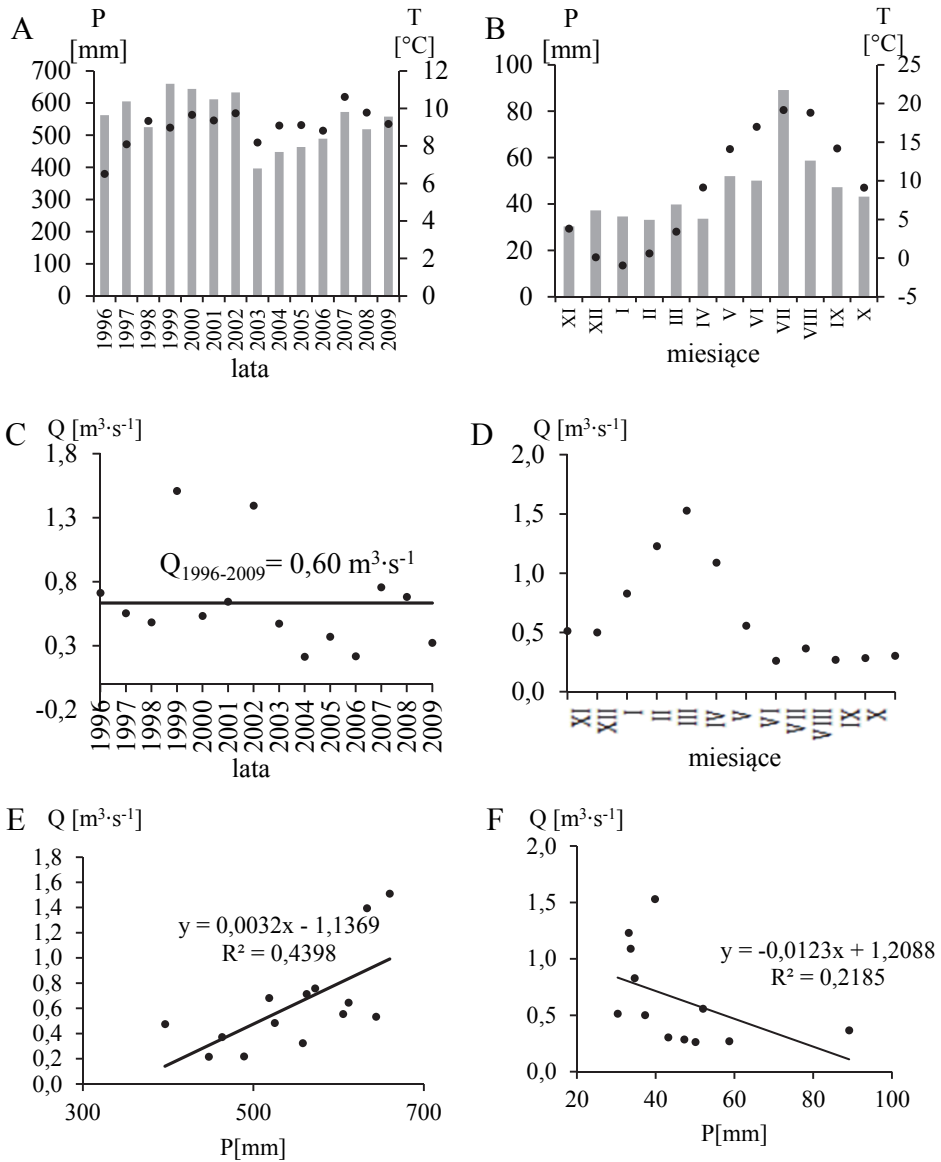 A
P
[mm]
T
[°C]
700
600
500
400
300
200
100
0
12
10
8
6
4
2
0
1996
1997
1998
1999
2000
2001
2002
2003
2004
2005
2006
2007
2008
2009
lata
B
P
[mm]
T
[°C]
100
80
60
40
20
0
25
20
15
10
5
0
-5
XI
XII
I
II
III
IV
V
VI
VII
VIII
IX
X
miesiące
C
Q [m³·s⁻¹]
1,8
1,3
0,8
0,3
-0,2
Q₁₉₉₆₋₂₀₀₉= 0,60 m³·s⁻¹
1996
1997
1998
1999
2000
2001
2002
2003
2004
2005
2006
2007
2008
2009
lata
D
Q [m³·s⁻¹]
2,0
1,5
1,0
0,5
0,0
XI
XII
I
II
III
IV
V
VI
VII
VIII
IX
X
miesiące
E
Q [m³·s⁻¹]
1,8
1,6
1,4
1,2
1,0
0,8
0,6
0,4
0,2
0,0
y = 0,0032x - 1,1369
R² = 0,4398
300
500
700
P[mm]
F
Q [m³·s⁻¹]
2,0
1,5
1,0
0,5
0,0
y = -0,0123x + 1,2088
R² = 0,2185
20
40
60
80
100
P[mm]